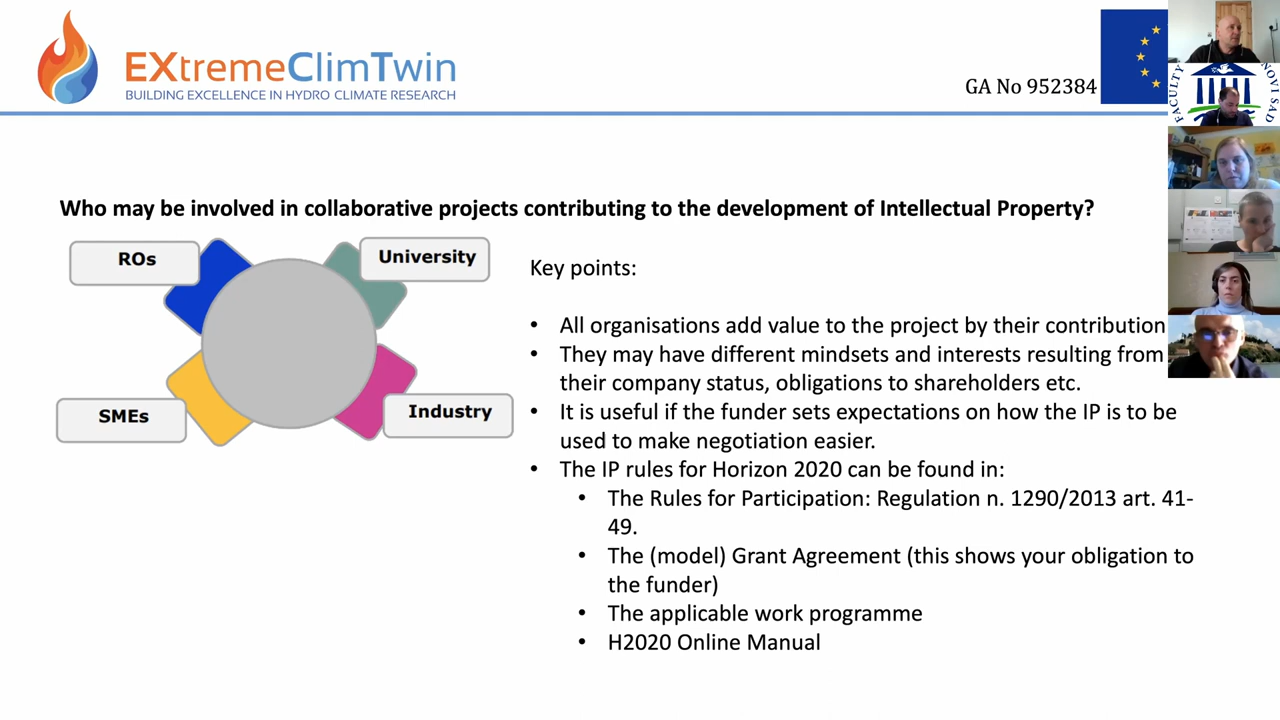 EXtremeClimTwin
BUILDING EXCELLENCE IN HYDRO CLIMATE RESEARCH
GA No 952384
FACULTY
NOVI SAD
Who may be involved in collaborative projects contributing to the development of Intellectual Property?
ROs
University
SMEs
Industry
Key points:
• All organisations add value to the project by their contribution
• They may have different mindsets and interests resulting from
their company status, obligations to shareholders etc.
• It is useful if the funder sets expectations on how the IP is to be
used to make negotiation easier.
• The IP rules for Horizon 2020 can be found in:
• The Rules for Participation: Regulation n. 1290/2013 art. 41-
49.
• The (model) Grant Agreement (this shows your obligation to
the funder)
• The applicable work programme
• H2020 Online Manual